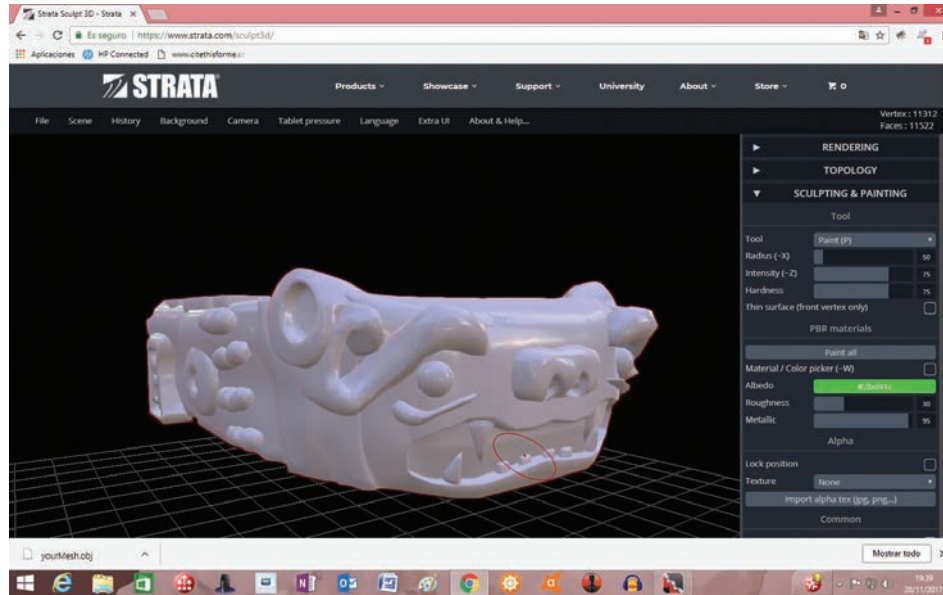 Strata Sculpt 3D - Strata
Es seguro | https://www.strata.com/sculpt3d/
Aplicaciones HP Connected www.citethisforme.c
STRATA
Products Showcase Support University About Store 0
File Scene History Background Camera Tablet pressure Language Extra UI About & Help...
Vertex : 11312
Faces : 11522
RENDERING
TOPOLOGY
SCULPTING & PAINTING
Tool
Tool Paint (P)
Radius (~X) 50
Intensity (~Z) 75
Hardness 75
Thin surface (front vertex only)
PBR materials
Paint all
Material / Color picker (~W)
Albedo
Roughness 30
Metallic 95
Alpha
Lock position
Texture None
Import alpha tex (jpg, png...)
Common
yourMesh.obj
Mostrar todo
19:39